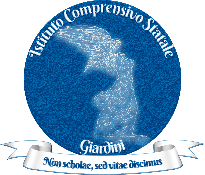 Istituto Comprensivo Statale
Giardini
Non scholae, sed vitae discimus